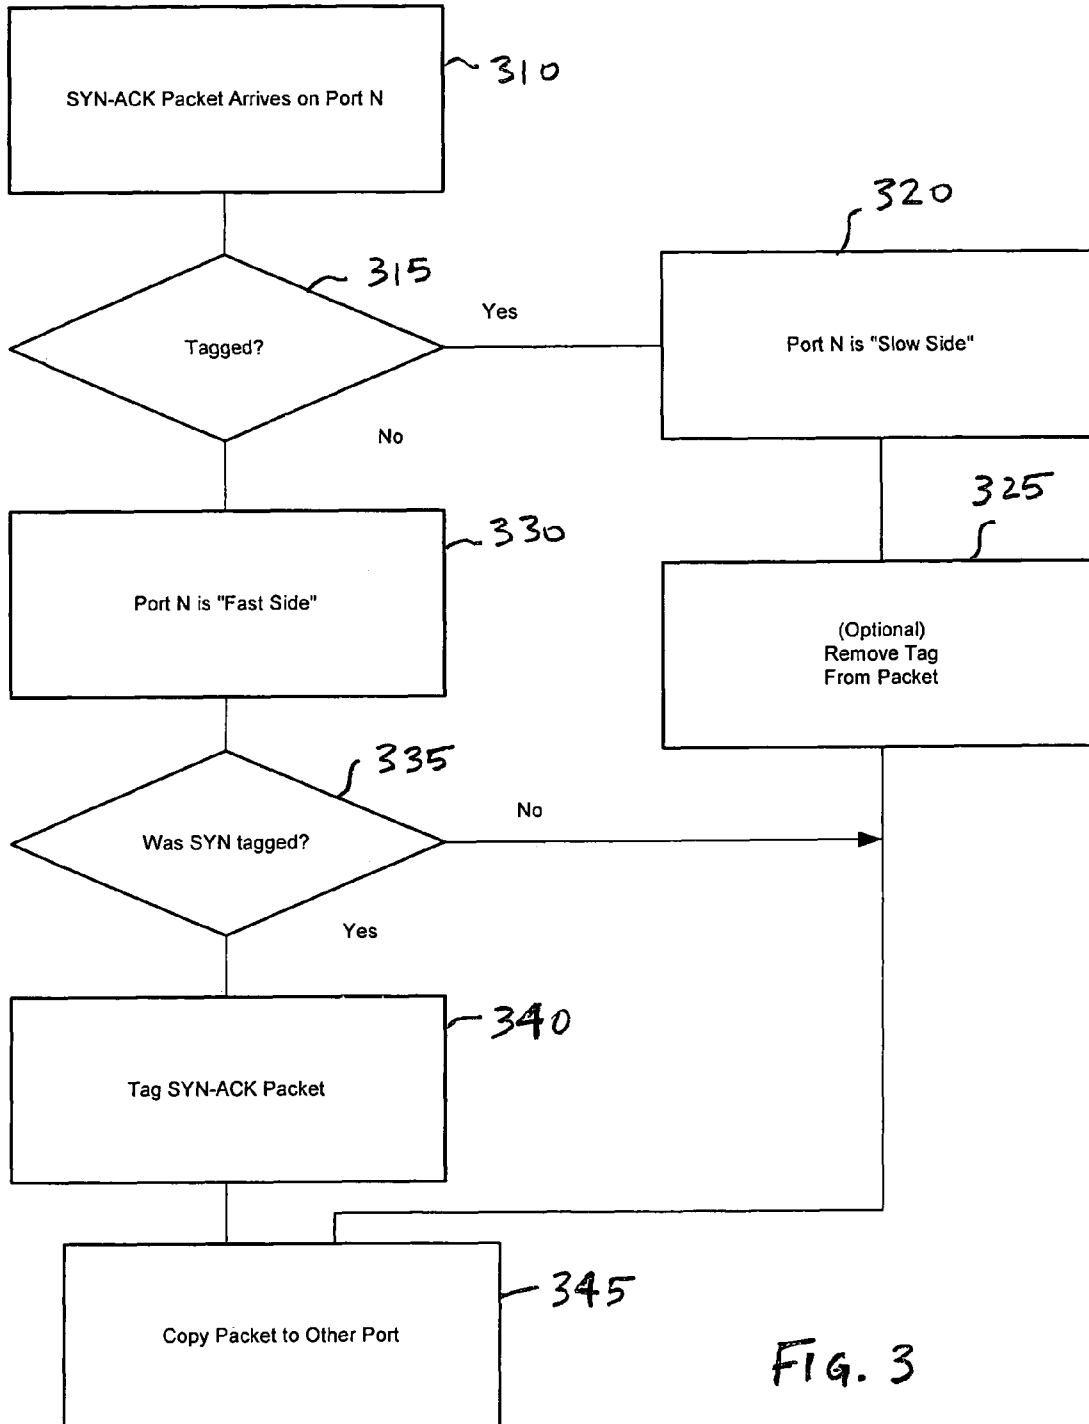 SYN-ACK Packet Arrives on Port N
310
320
315
Yes
Tagged?
Port N is "Slow Side"
No
325
330
Port N is "Fast Side"
(Optional)
Remove Tag
From Packet
335
No
Was SYN tagged?
Yes
340
Tag SYN-ACK Packet
345
Copy Packet to Other Port
FIG. 3